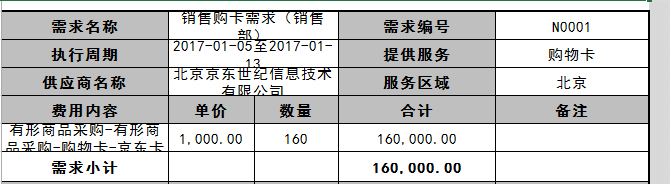 需求名称 销售购卡需求（销售部） 需求编号 N0001
执行周期 2017-01-05至2017-01-13 提供服务 购物卡
供应商名称 北京京东世纪信息技术有限公司 服务区域 北京
费用内容 单价 数量 合计 备注
有形商品采购-有形商品采购-购物卡-京东卡 1,000.00 160 160,000.00
需求小计 160,000.00